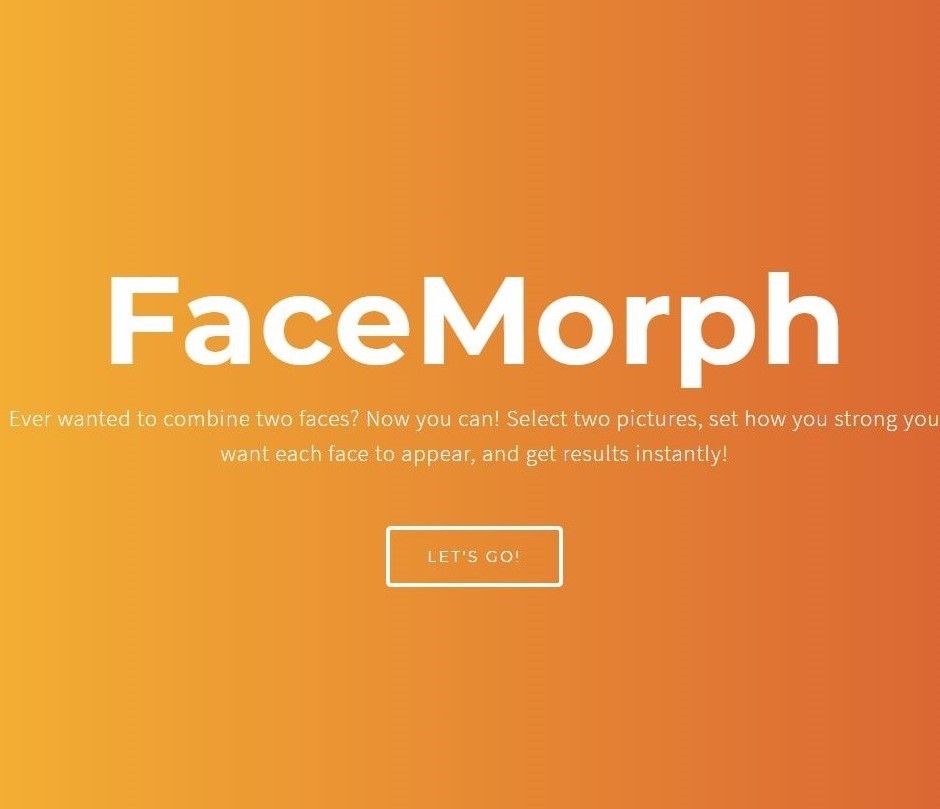 FaceMorph
Ever wanted to combine two faces? Now you can! Select two pictures, set how you strong you
want each face to appear, and get results instantly!
LET'S GO!